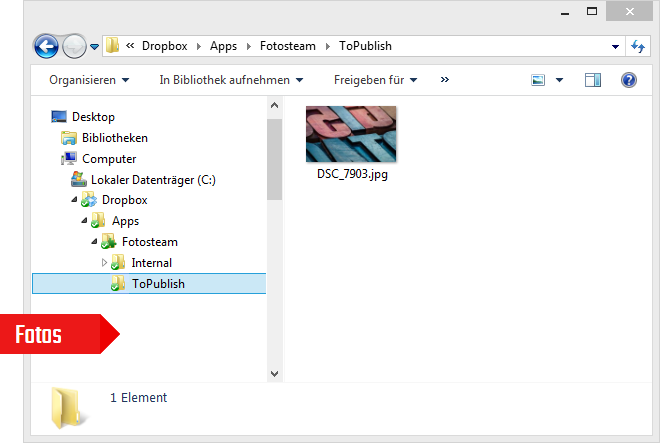 « Dropbox Apps Fotosteam ToPublish
Organisieren In Bibliothek aufnehmen Freigeben für »
Desktop
Bibliotheken
Computer
Lokaler Datenträger (C:)
Dropbox
Apps
Fotosteam
Internal
ToPublish
DSC_7903.jpg
Fotos
1 Element